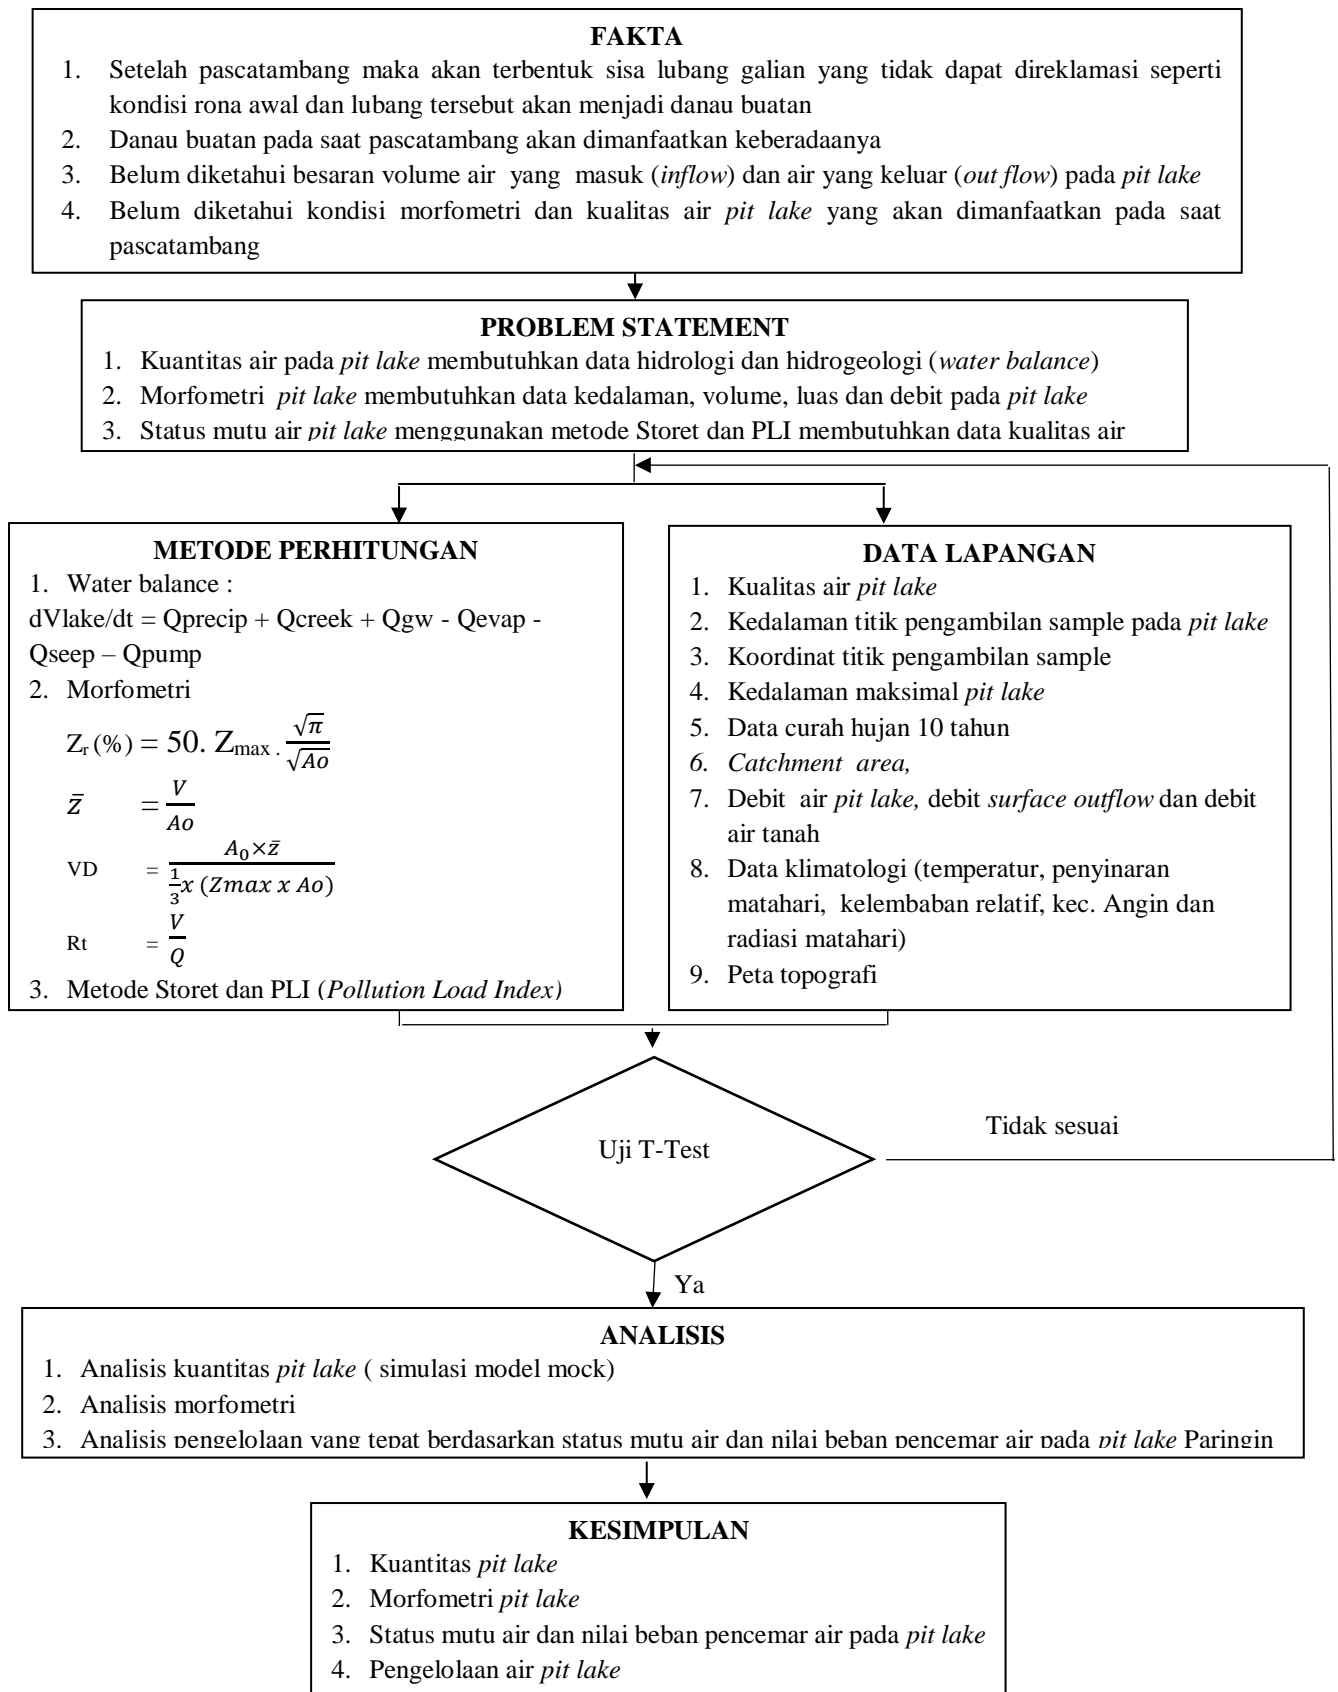 FAKTA
1. Setelah pascatambang maka akan terbentuk sisa lubang galian yang tidak dapat direklamasi seperti
kondisi rona awal dan lubang tersebut akan menjadi danau buatan
2. Danau buatan pada saat pascatambang akan dimanfaatkan keberadaanya
3. Belum diketahui besaran volume air yang masuk (inflow) dan air yang keluar (out flow) pada pit lake
4. Belum diketahui kondisi morfometri dan kualitas air pit lake yang akan dimanfaatkan pada saat
pascatambang
PROBLEM STATEMENT
1. Kuantitas air pada pit lake membutuhkan data hidrologi dan hidrogeologi (water balance)
2. Morfometri pit lake membutuhkan data kedalaman, volume, luas dan debit pada pit lake
3. Status mutu air pit lake menggunakan metode Storet dan PLI membutuhkan data kualitas air
METODE PERHITUNGAN
1. Water balance :
dVlake/dt = Qprecip + Qcreek + Qgw - Qevap -
Qseep – Qpump
2. Morfometri
Zr (%) = 50. Zmax . √π / √Ao
z̄ = V / Ao
VD = A₀ × z̄ / 1/3 x (Zmax x Ao)
Rt = V / Q
3. Metode Storet dan PLI (Pollution Load Index)
DATA LAPANGAN
1. Kualitas air pit lake
2. Kedalaman titik pengambilan sample pada pit lake
3. Koordinat titik pengambilan sample
4. Kedalaman maksimal pit lake
5. Data curah hujan 10 tahun
6. Catchment area,
7. Debit air pit lake, debit surface outflow dan debit
air tanah
8. Data klimatologi (temperatur, penyinaran
matahari, kelembaban relatif, kec. Angin dan
radiasi matahari)
9. Peta topografi
Uji T-Test
Tidak sesuai
Ya
ANALISIS
1. Analisis kuantitas pit lake ( simulasi model mock)
2. Analisis morfometri
3. Analisis pengelolaan yang tepat berdasarkan status mutu air dan nilai beban pencemar air pada pit lake Paringin
KESIMPULAN
1. Kuantitas pit lake
2. Morfometri pit lake
3. Status mutu air dan nilai beban pencemar air pada pit lake
4. Pengelolaan air pit lake